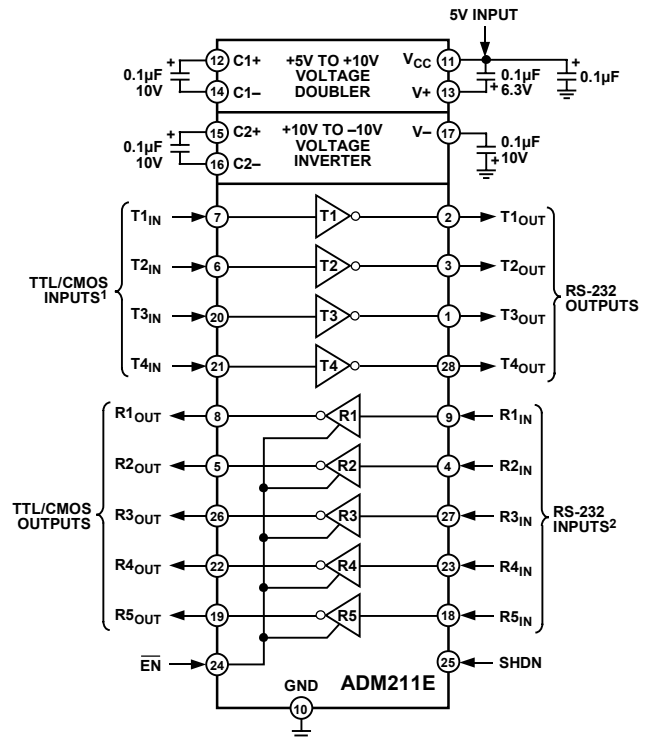 5V INPUT
0.1µF
10V
+
12 C1+
14 C1–
+5V TO +10V
VOLTAGE
DOUBLER
VCC 11
V+ 13
+ 0.1µF
6.3V
+
0.1µF
0.1µF
10V
+
15 C2+
16 C2–
+10V TO –10V
VOLTAGE
INVERTER
V– 17
0.1µF
+ 10V
TTL/CMOS
INPUTS1
T1IN 7 T1 2 T1OUT
T2IN 6 T2 3 T2OUT
T3IN 20 T3 1 T3OUT
T4IN 21 T4 28 T4OUT
RS-232
OUTPUTS
TTL/CMOS
OUTPUTS
R1OUT 8 R1 9 R1IN
R2OUT 5 R2 4 R2IN
R3OUT 26 R3 27 R3IN
R4OUT 22 R4 23 R4IN
R5OUT 19 R5 18 R5IN
RS-232
INPUTS2
EN 24
25 SHDN
GND
10
ADM211E